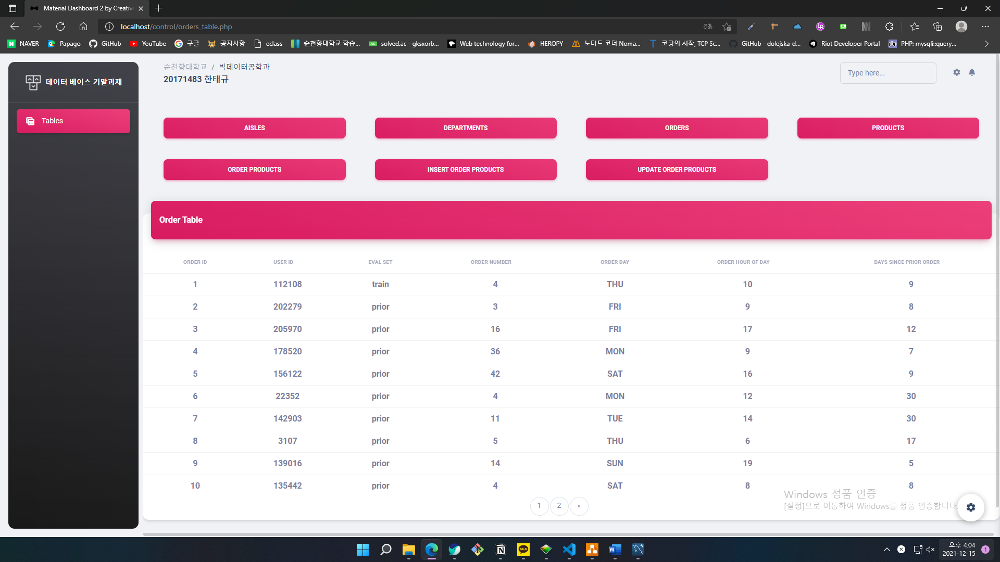 Material Dashboard 2 by Creativ
localhost/control/orders_table.php
NAVER Papago GitHub YouTube 구글 공지사항 eclass 순천향대학교 학습... solved.ac - gksxorb... Web technology for... HEROPY 노마드 코더 Noma... 코딩의 시작, TCP Sc... GitHub - dolejska-d... Riot Developer Portal PHP: mysqli::query...
데이터 베이스 기말과제
Tables
순천향대학교 / 빅데이터공학과
20171483 한태규
Type here...
AISLES DEPARTMENTS ORDERS PRODUCTS
ORDER PRODUCTS INSERT ORDER PRODUCTS UPDATE ORDER PRODUCTS
Order Table
ORDER ID USER ID EVAL SET ORDER NUMBER ORDER DAY ORDER HOUR OF DAY DAYS SINCE PRIOR ORDER
1 112108 train 4 THU 10 9
2 202279 prior 3 FRI 9 8
3 205970 prior 16 FRI 17 12
4 178520 prior 36 MON 9 7
5 156122 prior 42 SAT 16 9
6 22352 prior 4 MON 12 30
7 142903 prior 11 TUE 14 30
8 3107 prior 5 THU 6 17
9 139016 prior 14 SUN 19 5
10 135442 prior 4 SAT 8 8
1 2 »
Windows 정품 인증
[설정]으로 이동하여 Windows를 정품 인증합니다.
오후 4:04
2021-12-15
1